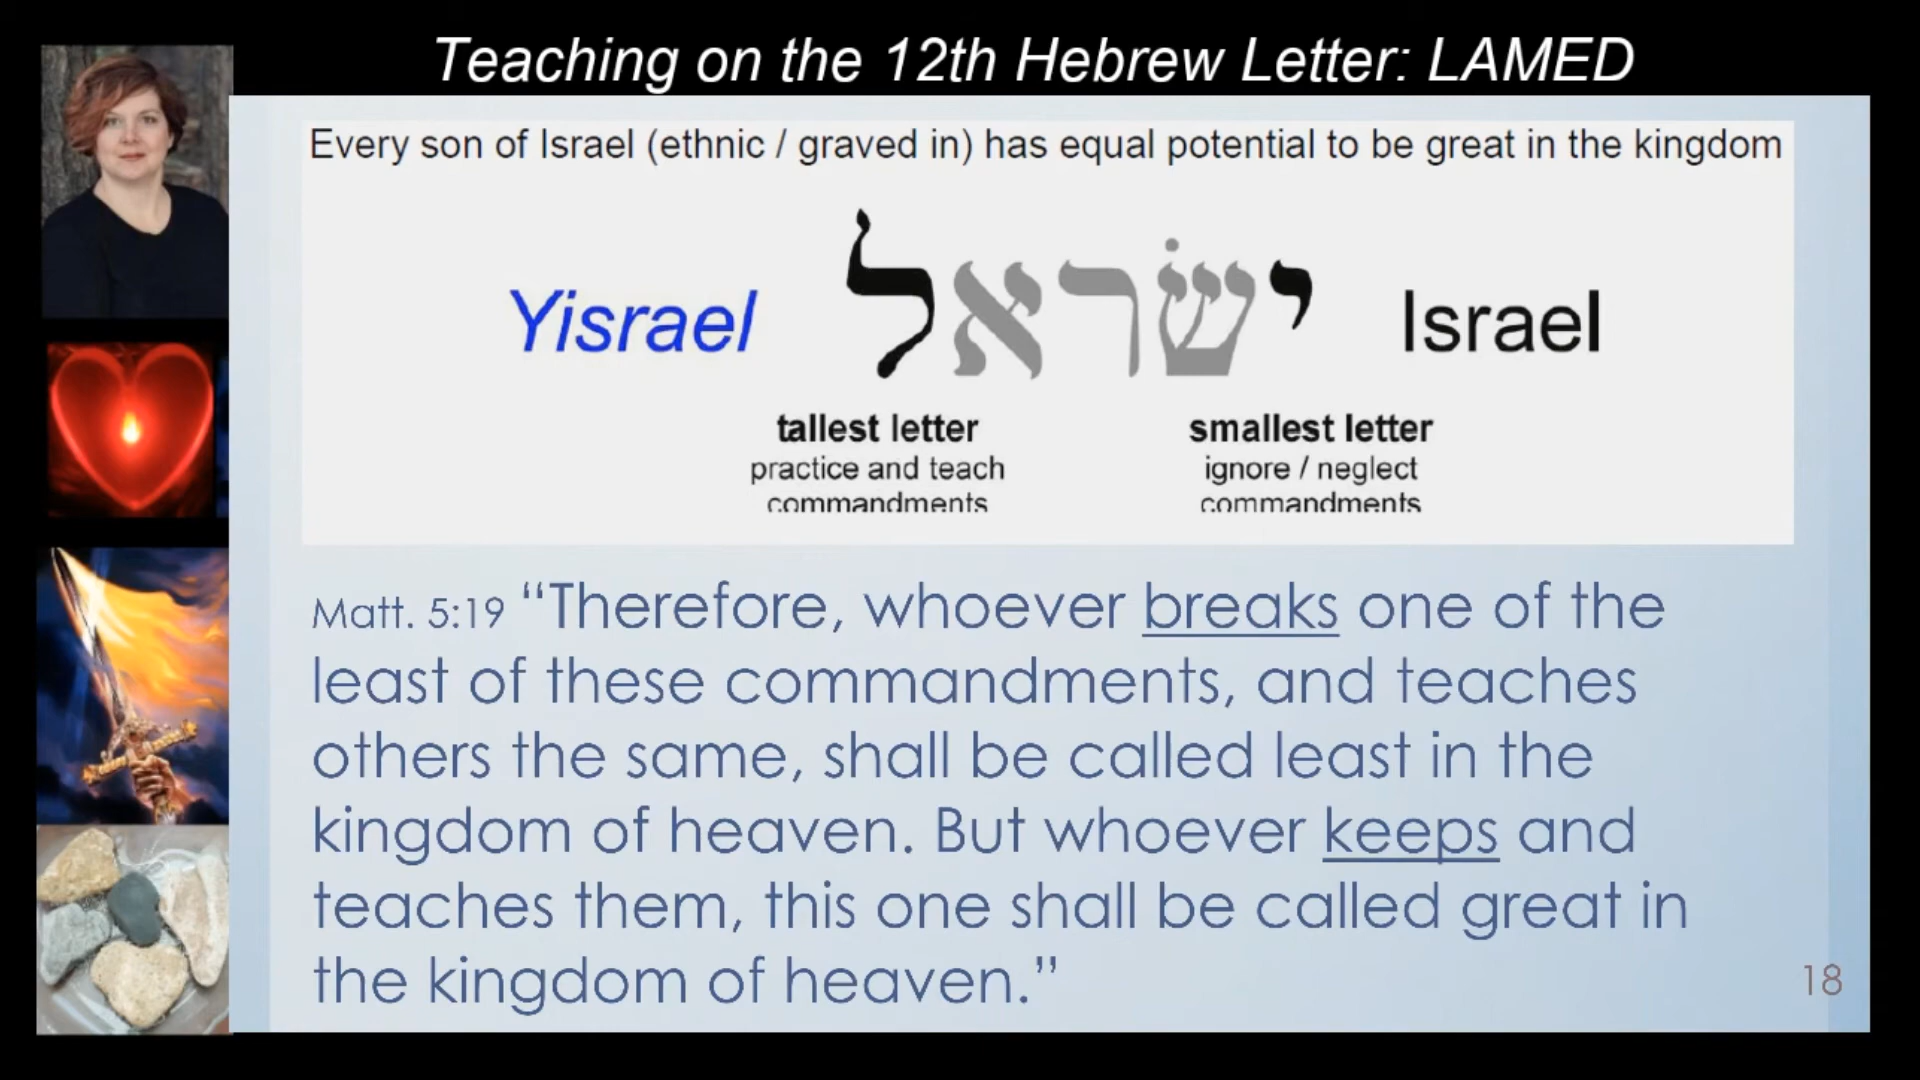 Teaching on the 12th Hebrew Letter: LAMED
Every son of Israel (ethnic / graved in) has equal potential to be great in the kingdom
Yisrael יִשׂראל Israel
tallest letter
practice and teach
commandments
smallest letter
ignore / neglect
commandments
Matt. 5:19 “Therefore, whoever breaks one of the
least of these commandments, and teaches
others the same, shall be called least in the
kingdom of heaven. But whoever keeps and
teaches them, this one shall be called great in
the kingdom of heaven.”
18